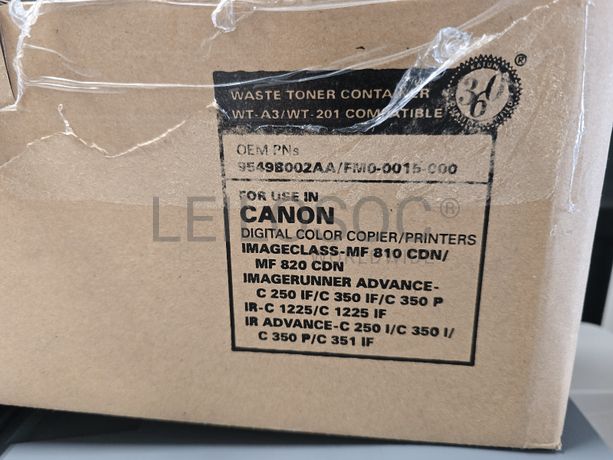 WASTE TONER CONTAINER
WT-A3/WT-201 COMPATIBLE
360
®
OEM PNs
9549B002AA/FM0-0015-000
FOR USE IN
CANON
DIGITAL COLOR COPIER/PRINTERS
IMAGECLASS-MF 810 CDN/
MF 820 CDN
IMAGERUNNER ADVANCE-
C 250 IF/C 350 IF/C 350 P
IR-C 1225/C 1225 IF
IR ADVANCE-C 250 I/C 350 I/
C 350 P/C 351 IF